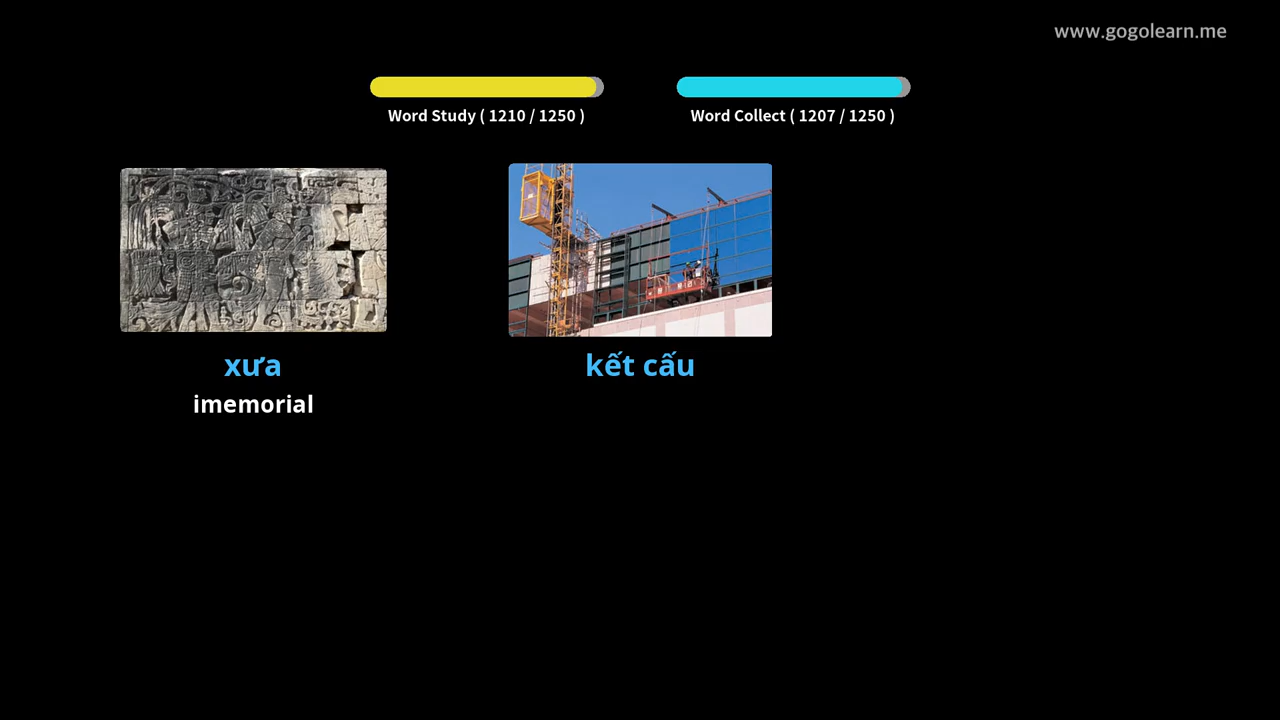 www.gogolearn.me
Word Study ( 1210 / 1250 )
Word Collect ( 1207 / 1250 )
xưa
imemorial
kết cấu